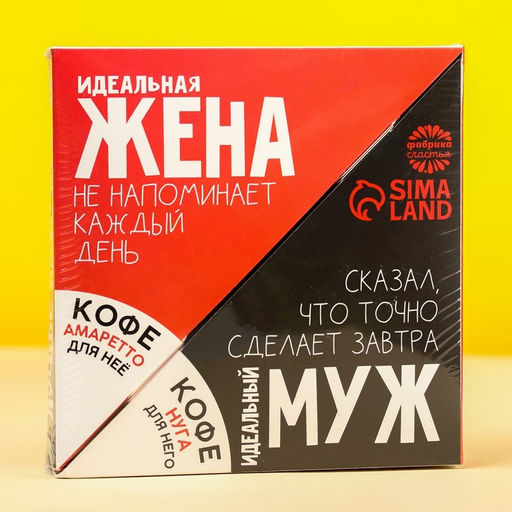 ИДЕАЛЬНАЯ
ЖЕНА
НЕ НАПОМИНАЕТ
КАЖДЫЙ
ДЕНЬ
фабрика
счастья
SIMA
LAND
КОФЕ
АМАРЕТТО
ДЛЯ НЕЁ
КОФЕ
НУГА
ДЛЯ НЕГО
СКАЗАЛ,
ЧТО ТОЧНО
СДЕЛАЕТ ЗАВТРА
ИДЕАЛЬНЫЙ
МУЖ